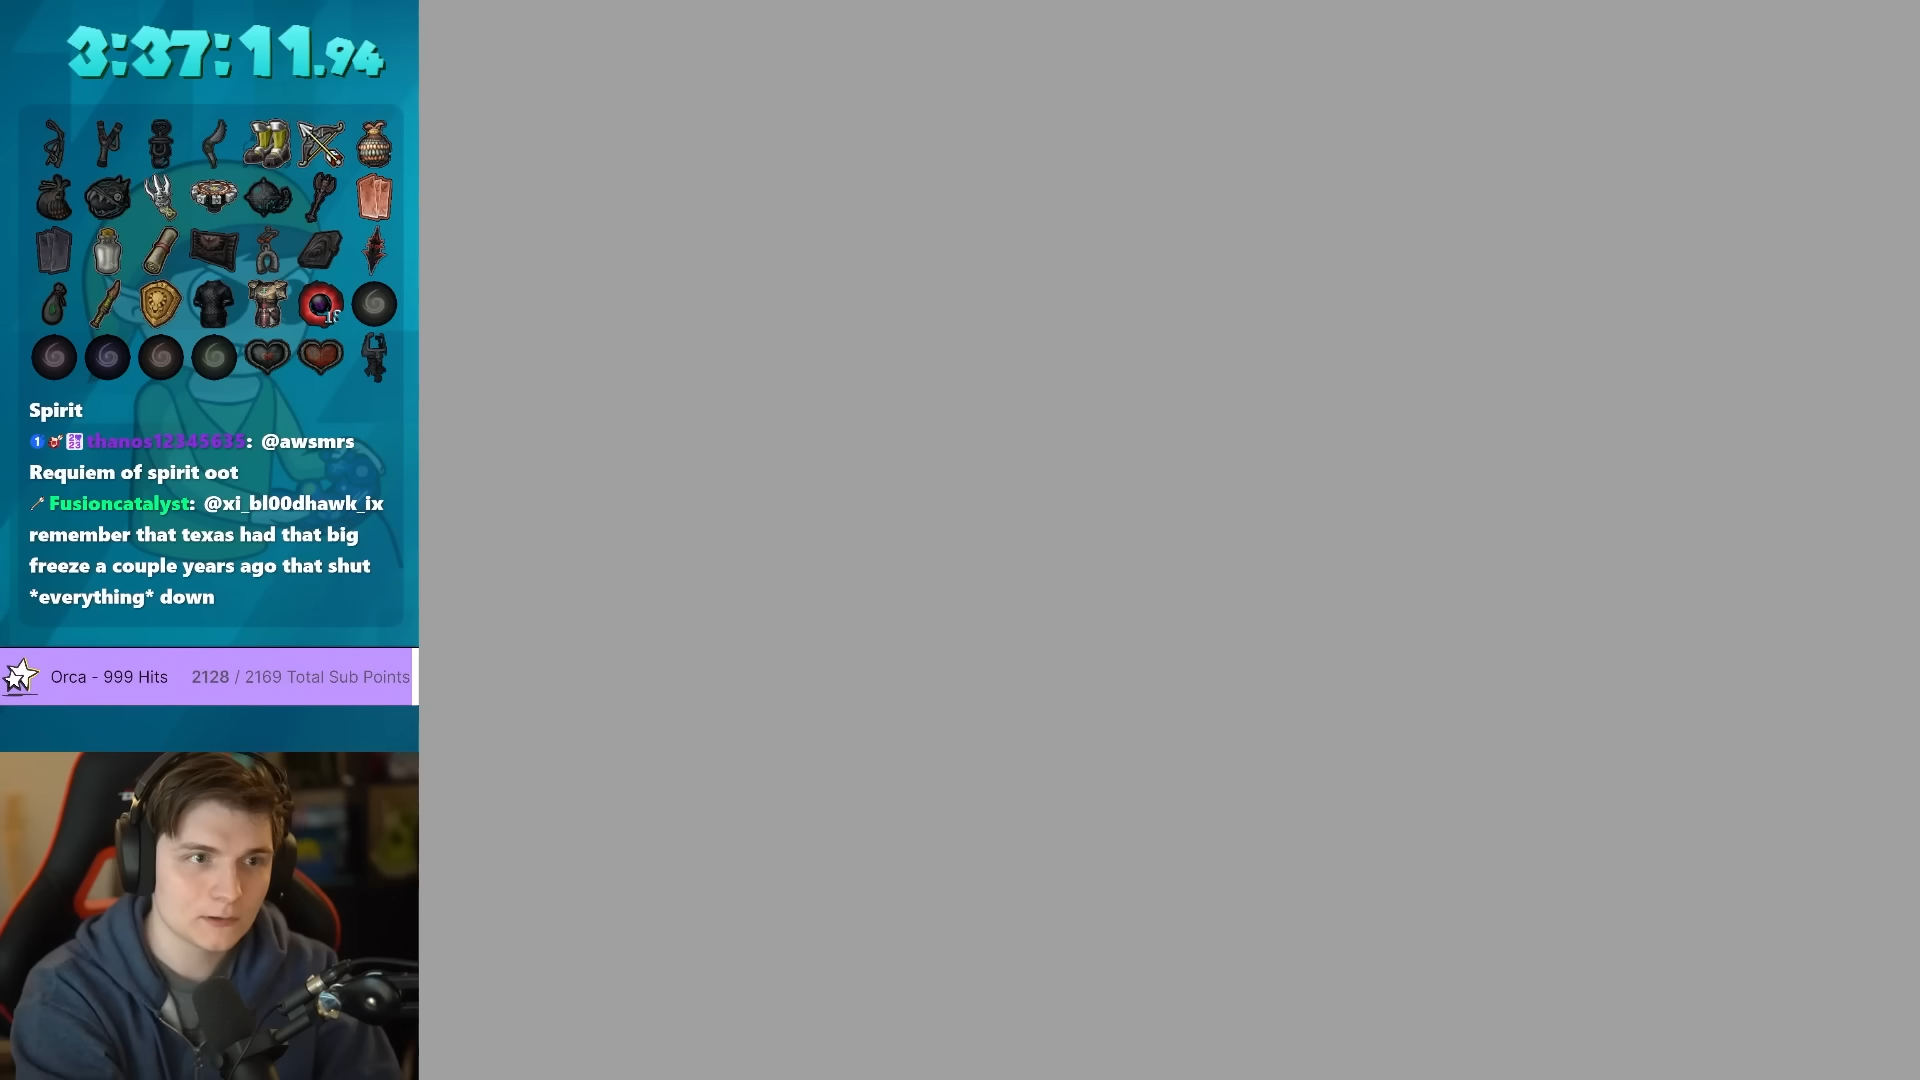 3:37:11.94
18
Spirit
thanos12345635: @awsmrs
Requiem of spirit oot
Fusioncatalyst: @xi_bl00dhawk_ix
remember that texas had that big
freeze a couple years ago that shut
*everything* down
Orca - 999 Hits 2128 / 2169 Total Sub Points